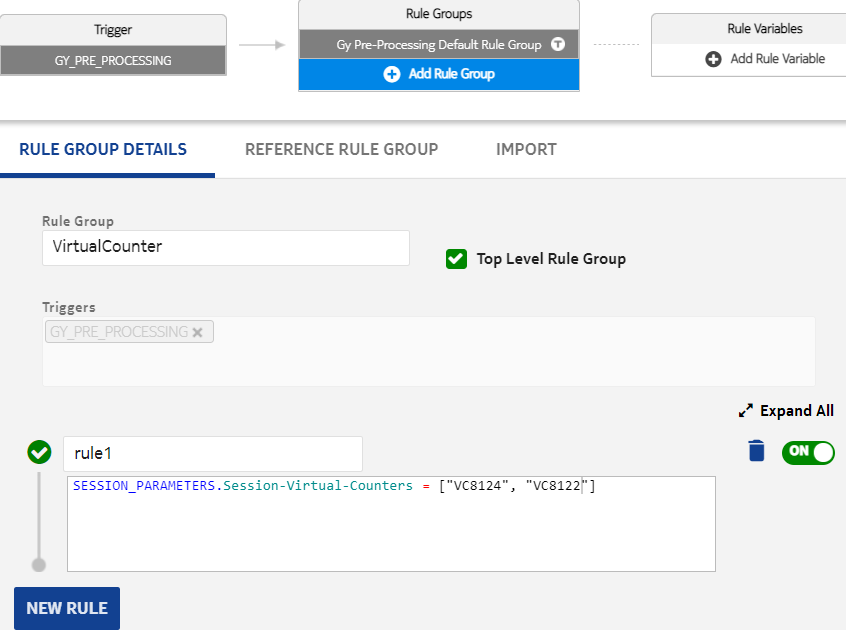 Trigger
GY_PRE_PROCESSING
Rule Groups
Gy Pre-Processing Default Rule Group T
Add Rule Group
Rule Variables
Add Rule Variable
RULE GROUP DETAILS
REFERENCE RULE GROUP
IMPORT
Rule Group
VirtualCounter
Top Level Rule Group
Triggers
GY_PRE_PROCESSING
Expand All
rule1
ON
SESSION_PARAMETERS.Session-Virtual-Counters = ["VC8124", "VC8122"]
NEW RULE